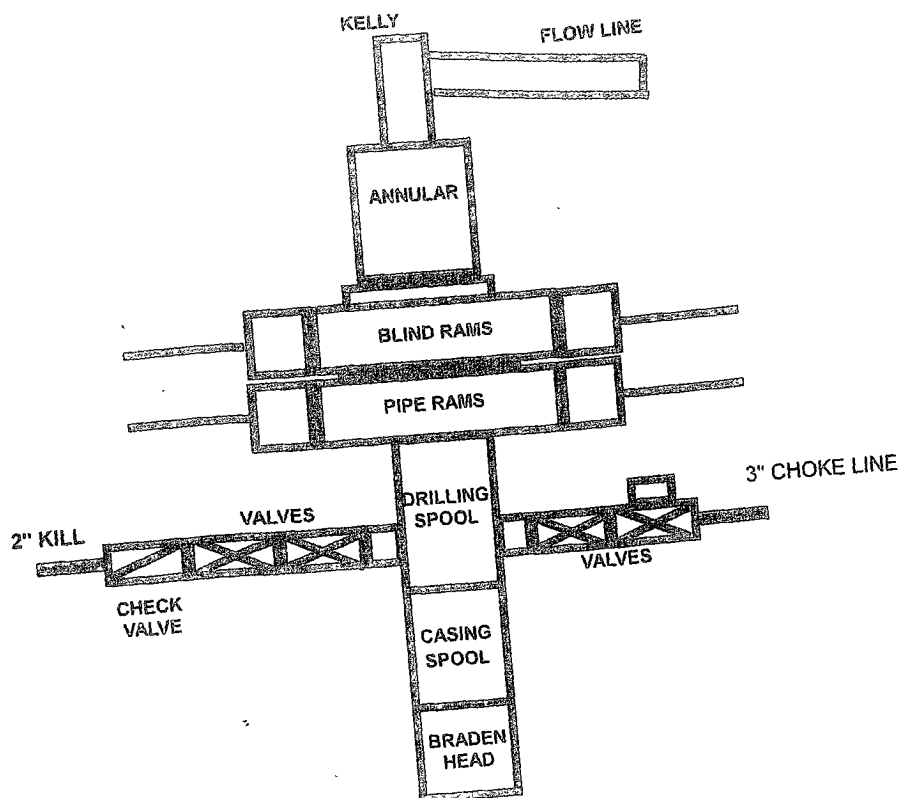 KELLY
FLOW LINE
ANNULAR
BLIND RAMS
PIPE RAMS
DRILLING
SPOOL
3" CHOKE LINE
VALVES
2" KILL
VALVES
CHECK
VALVE
CASING
SPOOL
BRADEN
HEAD